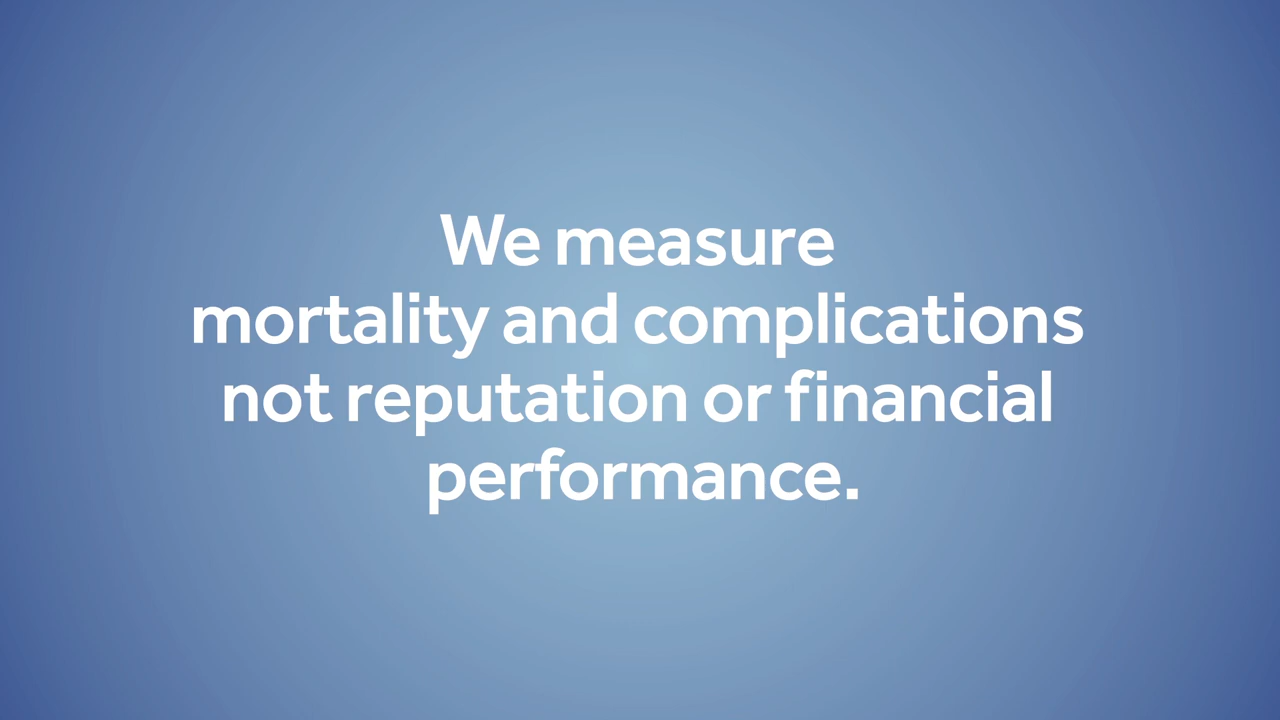 We measure
mortality and complications
not reputation or financial
performance.